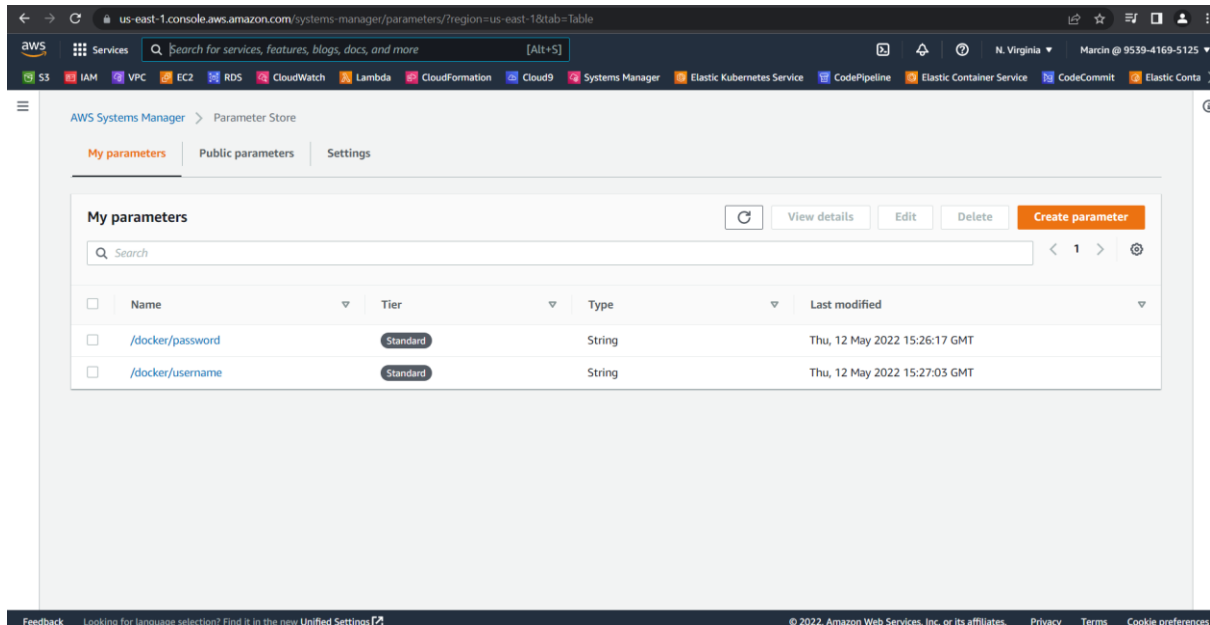 us-east-1.console.aws.amazon.com/systems-manager/parameters/?region=us-east-1&tab=Table
aws Services Search for services, features, blogs, docs, and more [Alt+S] N. Virginia Marcin @ 9539-4169-5125
S3 IAM VPC EC2 RDS CloudWatch Lambda CloudFormation Cloud9 Systems Manager Elastic Kubernetes Service CodePipeline Elastic Container Service CodeCommit Elastic Conta
AWS Systems Manager > Parameter Store
My parameters Public parameters Settings
My parameters View details Edit Delete Create parameter
Search < 1 >
Name Tier Type Last modified
/docker/password Standard String Thu, 12 May 2022 15:26:17 GMT
/docker/username Standard String Thu, 12 May 2022 15:27:03 GMT
Feedback Looking for language selection? Find it in the new Unified Settings © 2022, Amazon Web Services, Inc. or its affiliates. Privacy Terms Cookie preferences